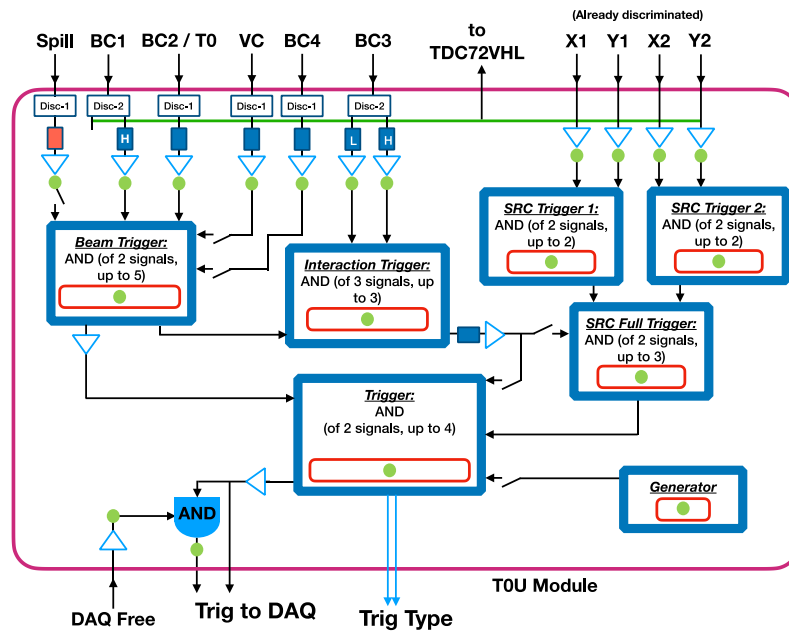 (Already discriminated)
Spill BC1 BC2 / T0 VC BC4 BC3 to TDC72VHL X1 Y1 X2 Y2
Disc-1 Disc-2 Disc-1 Disc-1 Disc-1 Disc-2
H L H
Beam Trigger:
AND (of 2 signals,
up to 5)
Interaction Trigger:
AND (of 3 signals, up
to 3)
SRC Trigger 1:
AND (of 2 signals,
up to 2)
SRC Trigger 2:
AND (of 2 signals,
up to 2)
SRC Full Trigger:
AND (of 2 signals,
up to 3)
Trigger:
AND
(of 2 signals, up to 4)
Generator
AND
DAQ Free
Trig to DAQ
Trig Type
T0U Module